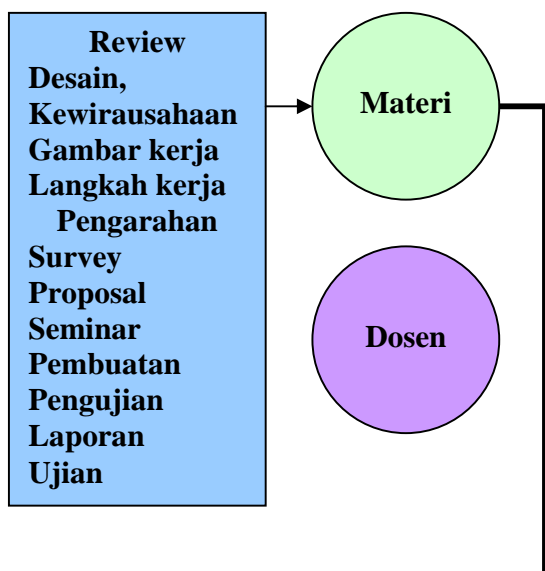 Review
Desain,
Kewirausahaan
Gambar kerja
Langkah kerja
Pengarahan
Survey
Proposal
Seminar
Pembuatan
Pengujian
Laporan
Ujian
Materi
Dosen